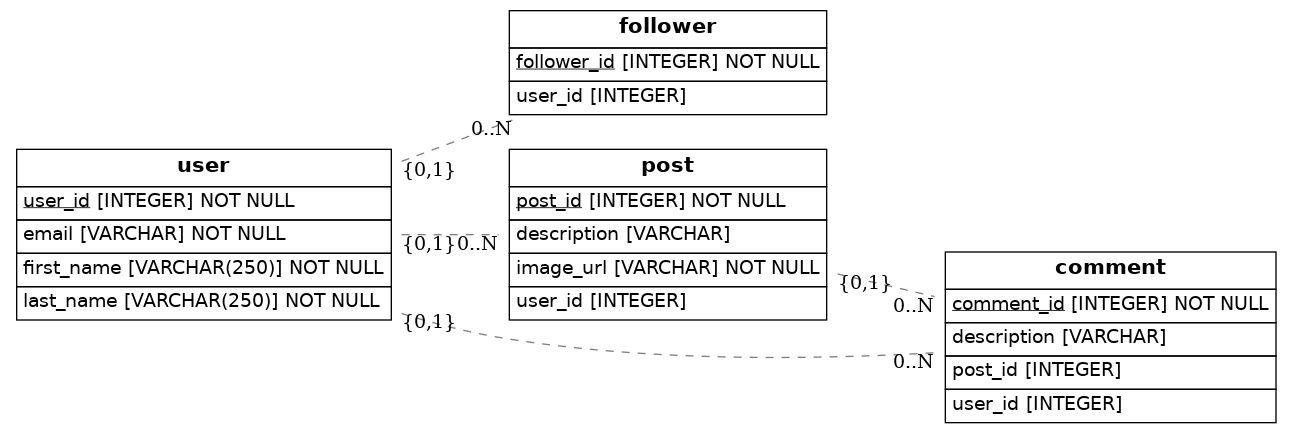 follower
follower_id [INTEGER] NOT NULL
user_id [INTEGER]
0..N
{0,1}
user
user_id [INTEGER] NOT NULL
email [VARCHAR] NOT NULL
first_name [VARCHAR(250)] NOT NULL
last_name [VARCHAR(250)] NOT NULL
{0,1}
0..N
post
post_id [INTEGER] NOT NULL
description [VARCHAR]
image_url [VARCHAR] NOT NULL
user_id [INTEGER]
{0,1}
0..N
{0,1}
0..N
comment
comment_id [INTEGER] NOT NULL
description [VARCHAR]
post_id [INTEGER]
user_id [INTEGER]